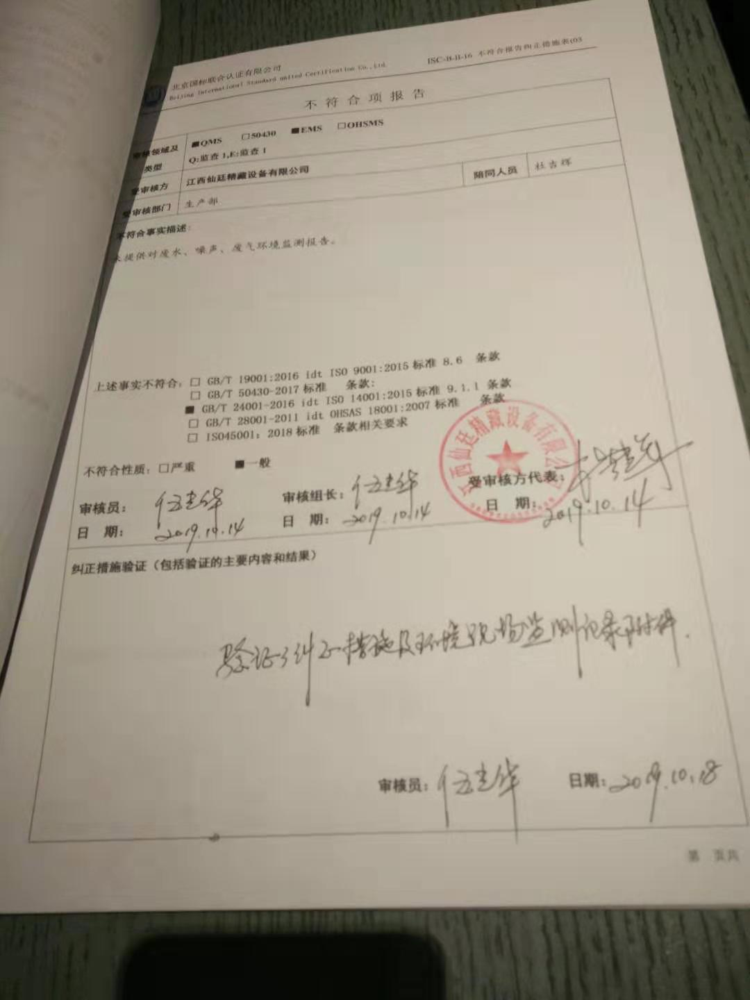 北京国标联合认证有限公司 ISC-B-II-16 不符合报告纠正措施表(03
Beijing International Standard united Certification Co.,Ltd.
不符合项报告
审核领域及类型 ■QMS □50430 ■EMS □OHSMS
Q:监查1,E:监查1
受审核方 江西仙廷精藏设备有限公司 陪同人员 杜吉辉
受审核部门 生产部
不符合事实描述:
未提供对废水、噪声、废气环境监测报告。
上述事实不符合: □ GB/T 19001:2016 idt ISO 9001:2015 标准 8.6 条款
□ GB/T 50430-2017 标准 条款:
■ GB/T 24001-2016 idt ISO 14001:2015 标准 9.1.1 条款
□ GB/T 28001-2011 idt OHSAS 18001:2007 标准 条款
□ ISO45001: 2018 标准 条款相关要求
江西仙廷精藏设备有限公司
不符合性质: □严重 ■一般
审核员: 伍建华 审核组长: 伍建华 受审核方代表:
日 期: 2019.10.14 日 期: 2019.10.14 日 期: 2019.10.14
纠正措施验证（包括验证的主要内容和结果）
验证了纠正措施及环境现场监测记录附件.
审核员: 伍建华 日期: 2019.10.18
第 页共